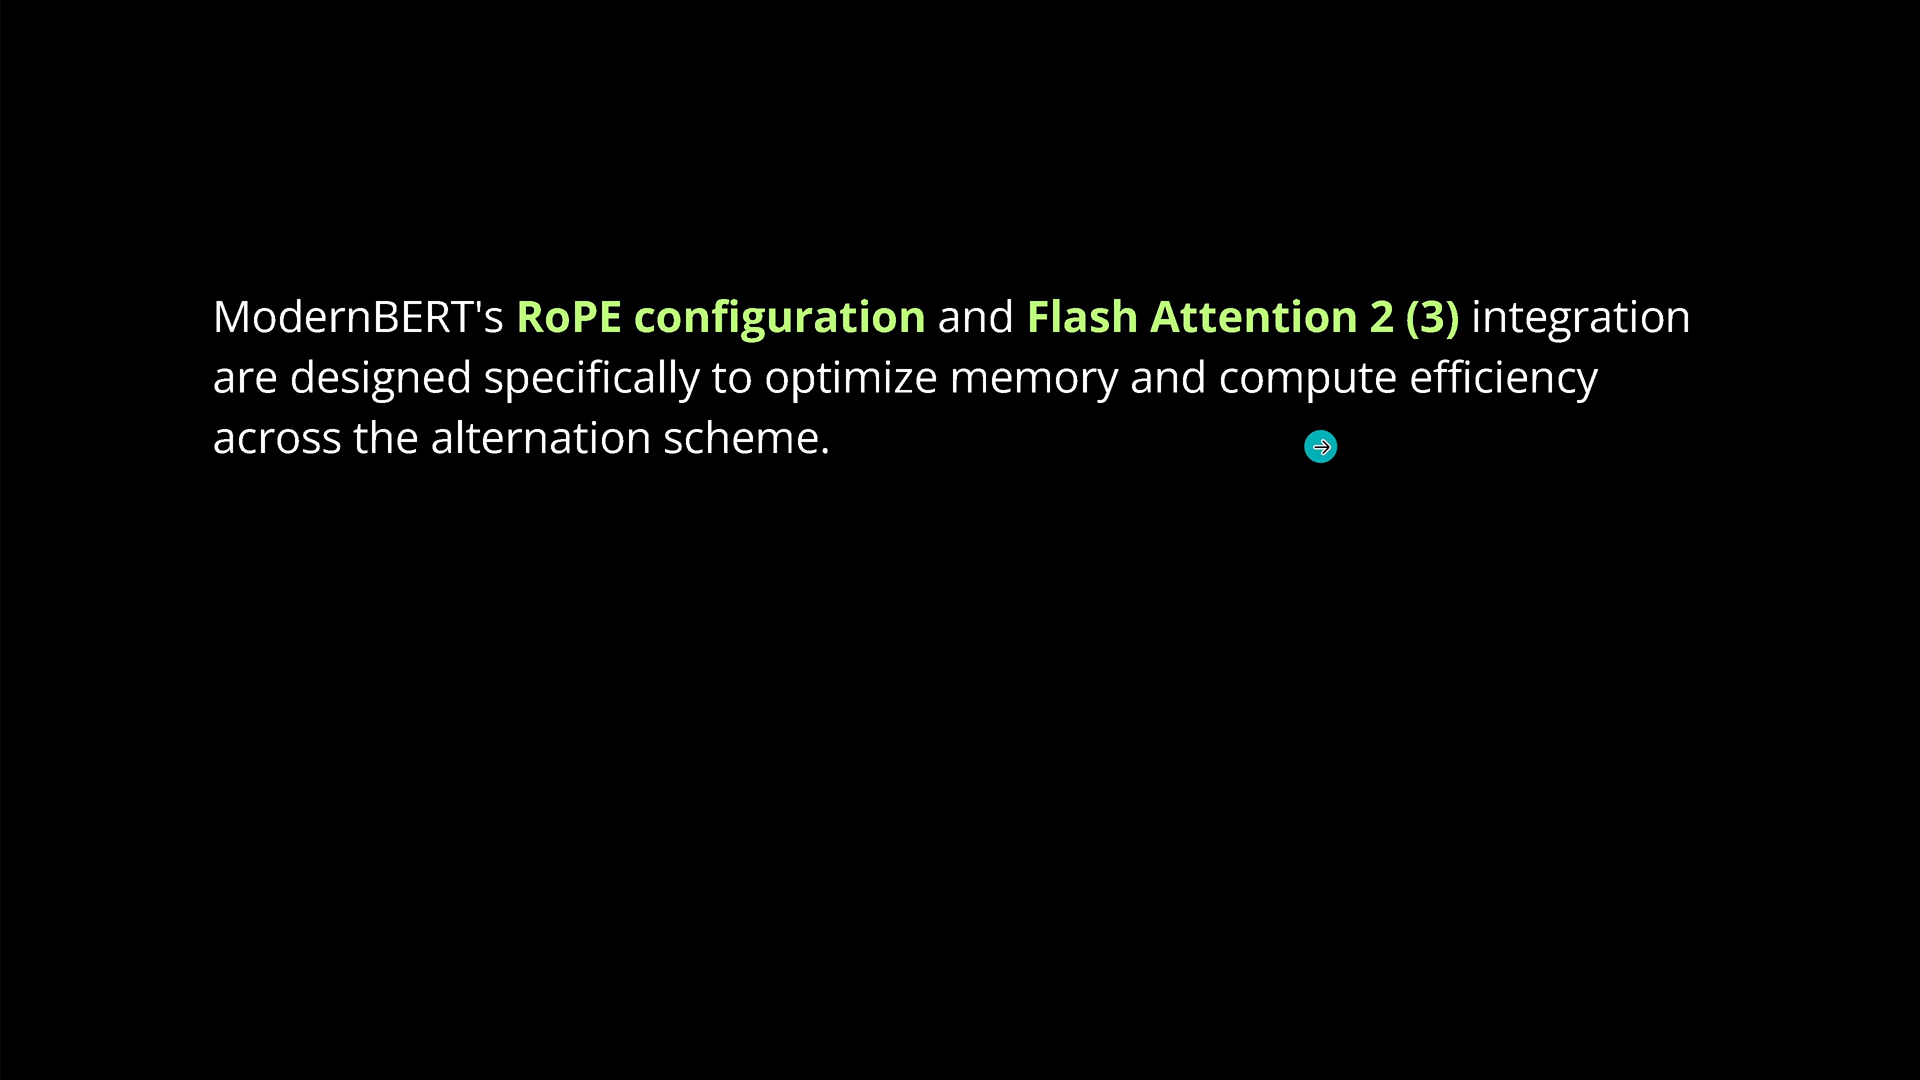 ModernBERT's RoPE configuration and Flash Attention 2 (3) integration
are designed specifically to optimize memory and compute efficiency
across the alternation scheme.